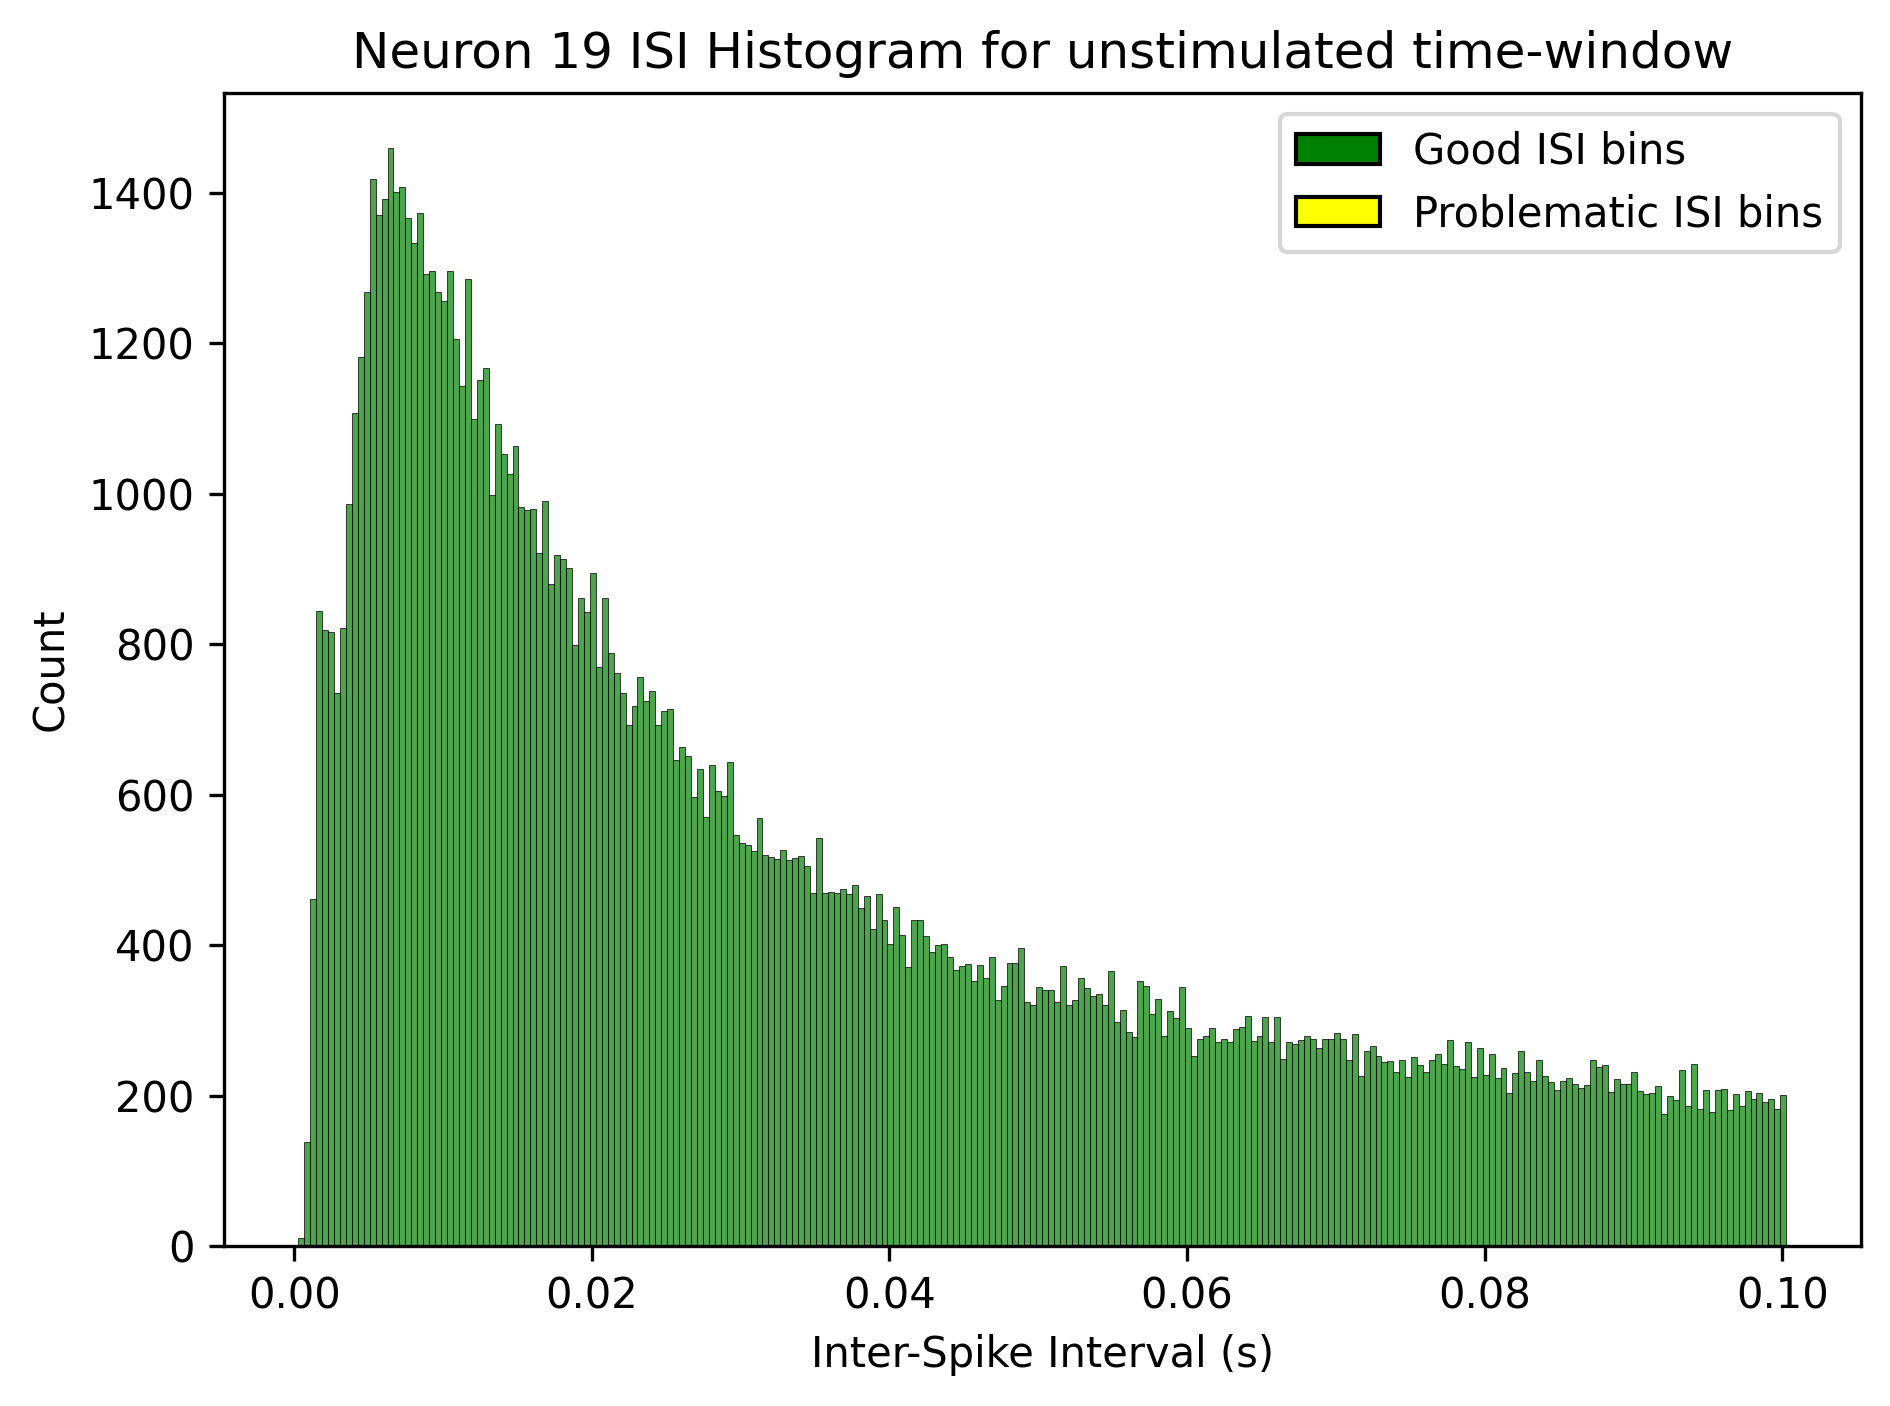 Neuron 19 ISI Histogram for unstimulated time-window
Good ISI bins
Problematic ISI bins
1400
1200
1000
800
600
400
200
0
Count
0.00 0.02 0.04 0.06 0.08 0.10
Inter-Spike Interval (s)